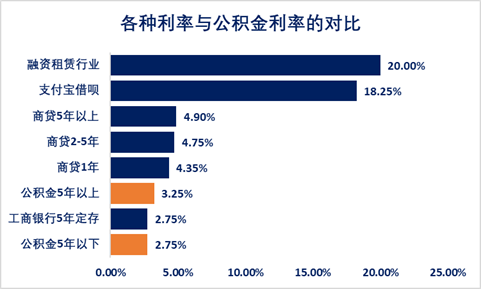 各种利率与公积金利率的对比
融资租赁行业 20.00%
支付宝借呗 18.25%
商贷5年以上 4.90%
商贷2-5年 4.75%
商贷1年 4.35%
公积金5年以上 3.25%
工商银行5年定存 2.75%
公积金5年以下 2.75%
0.00% 5.00% 10.00% 15.00% 20.00% 25.00%